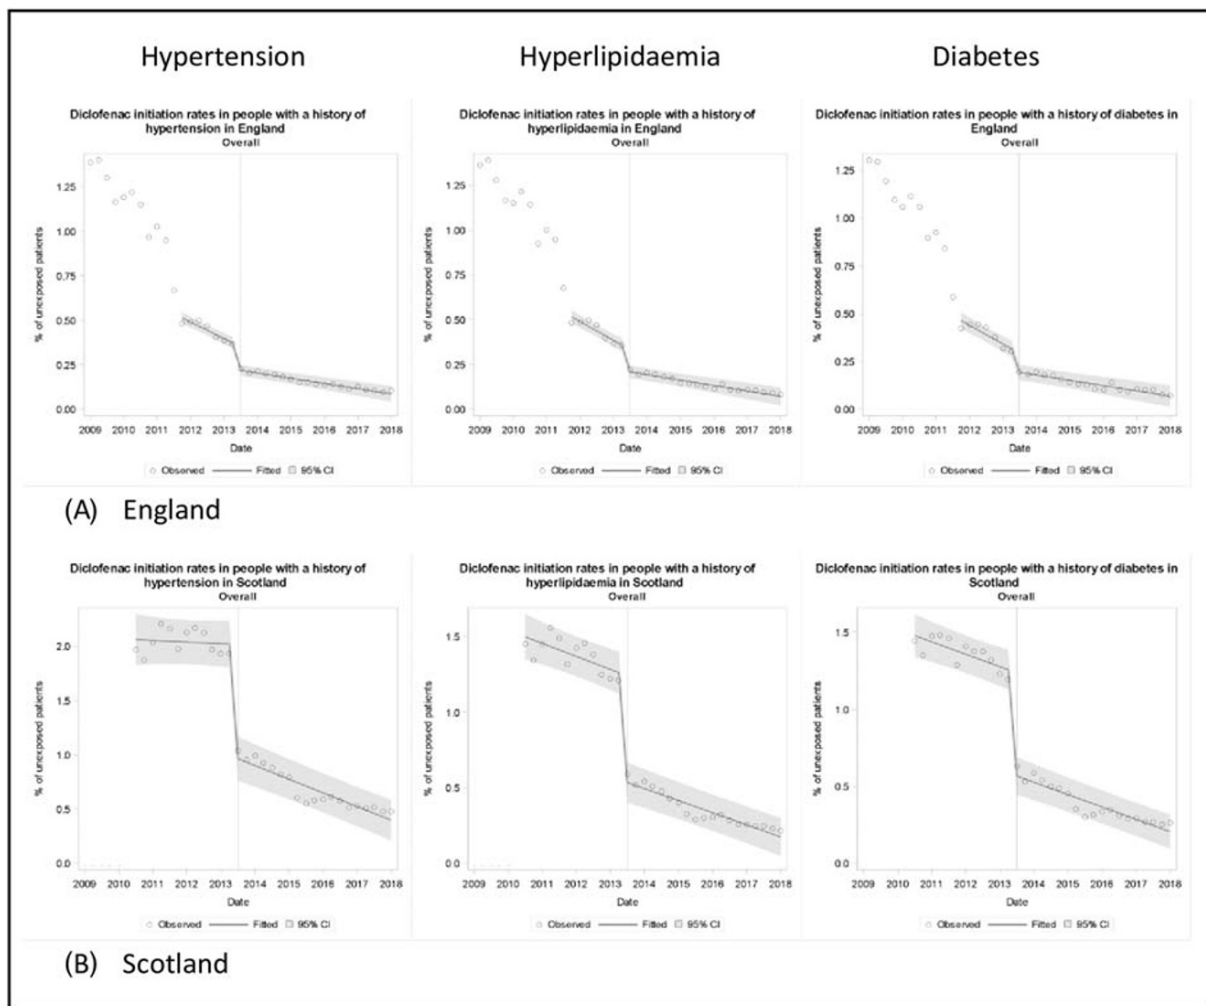 Hypertension
Hyperlipidaemia
Diabetes
Diclofenac initiation rates in people with a history of
hypertension in England
Overall
% of unexposed patients
1.25
1.00
0.75
0.50
0.25
0.00
2009 2010 2011 2012 2013 2014 2015 2016 2017 2018
Date
Observed Fitted 95% CI
Diclofenac initiation rates in people with a history of
hyperlipidaemia in England
Overall
% of unexposed patients
1.25
1.00
0.75
0.50
0.25
0.00
2009 2010 2011 2012 2013 2014 2015 2016 2017 2018
Date
Observed Fitted 95% CI
Diclofenac initiation rates in people with a history of diabetes in
England
Overall
% of unexposed patients
1.25
1.00
0.75
0.50
0.25
0.00
2009 2010 2011 2012 2013 2014 2015 2016 2017 2018
Date
Observed Fitted 95% CI
(A) England
Diclofenac initiation rates in people with a history of
hypertension in Scotland
Overall
% of unexposed patients
2.0
1.5
1.0
0.5
0.0
2009 2010 2011 2012 2013 2014 2015 2016 2017 2018
Date
Observed Fitted 95% CI
Diclofenac initiation rates in people with a history of
hyperlipidaemia in Scotland
Overall
% of unexposed patients
1.5
1.0
0.5
0.0
2009 2010 2011 2012 2013 2014 2015 2016 2017 2018
Date
Observed Fitted 95% CI
Diclofenac initiation rates in people with a history of diabetes in
Scotland
Overall
% of unexposed patients
1.5
1.0
0.5
0.0
2009 2010 2011 2012 2013 2014 2015 2016 2017 2018
Date
Observed Fitted 95% CI
(B) Scotland